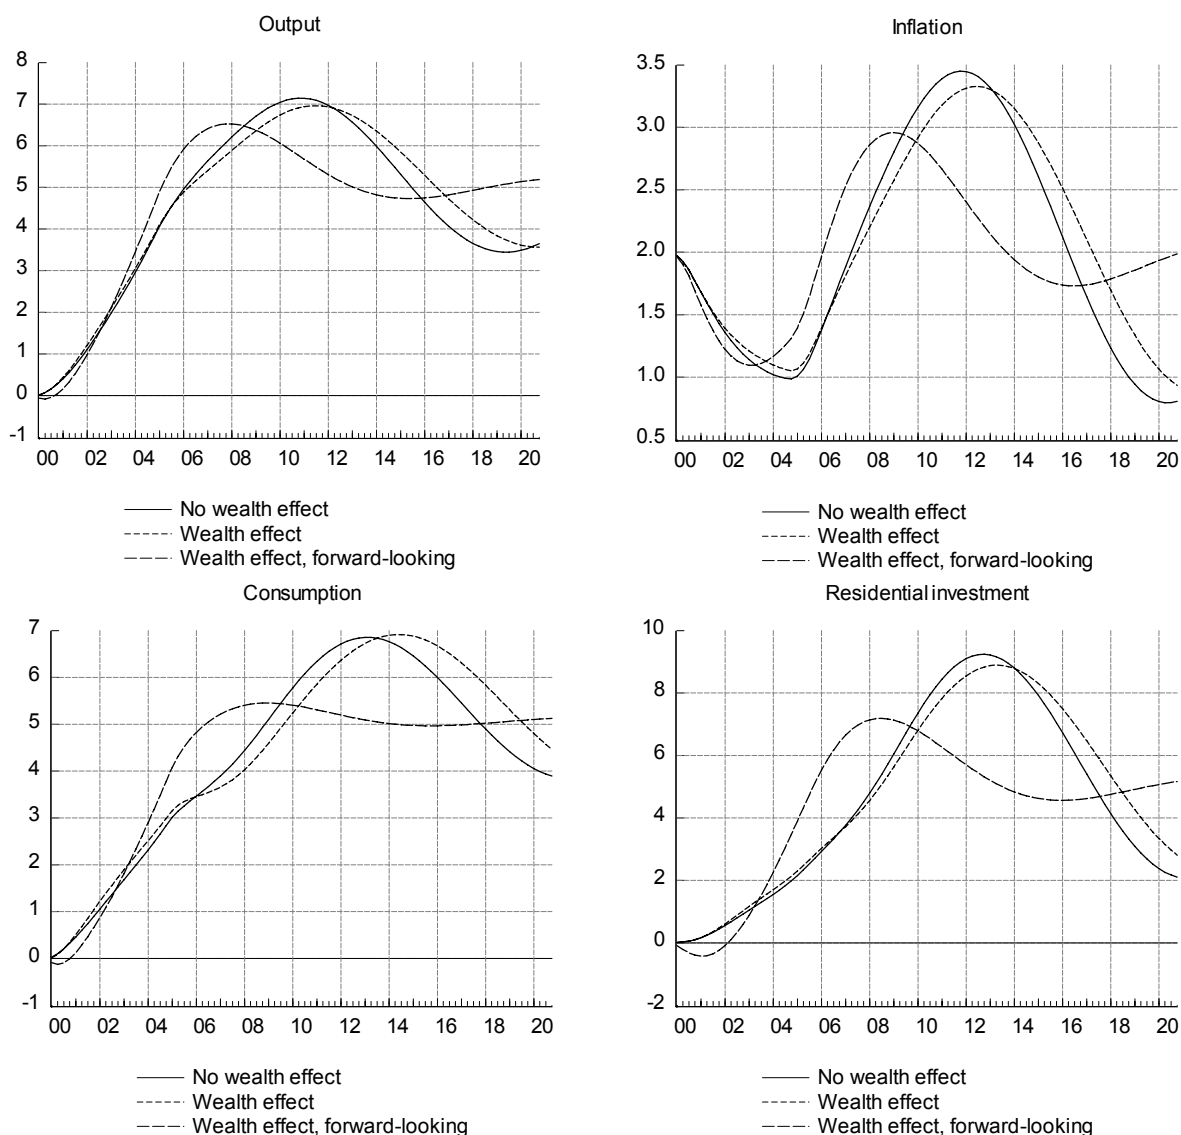 Output
8
7
6
5
4
3
2
1
0
-1
00 02 04 06 08 10 12 14 16 18 20
No wealth effect
Wealth effect
Wealth effect, forward-looking
Inflation
3.5
3.0
2.5
2.0
1.5
1.0
0.5
00 02 04 06 08 10 12 14 16 18 20
No wealth effect
Wealth effect
Wealth effect, forward-looking
Consumption
7
6
5
4
3
2
1
0
-1
00 02 04 06 08 10 12 14 16 18 20
No wealth effect
Wealth effect
Wealth effect, forward-looking
Residential investment
10
8
6
4
2
0
-2
00 02 04 06 08 10 12 14 16 18 20
No wealth effect
Wealth effect
Wealth effect, forward-looking